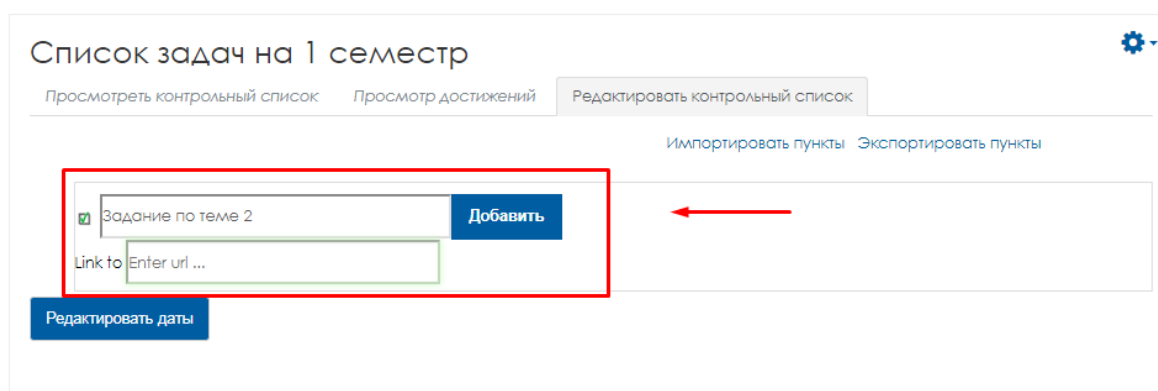 Список задач на 1 семестр
Просмотреть контрольный список Просмотр достижений Редактировать контрольный список
Импортировать пункты Экспортировать пункты
Задание по теме 2 Добавить
Link to Enter url ...
Редактировать даты